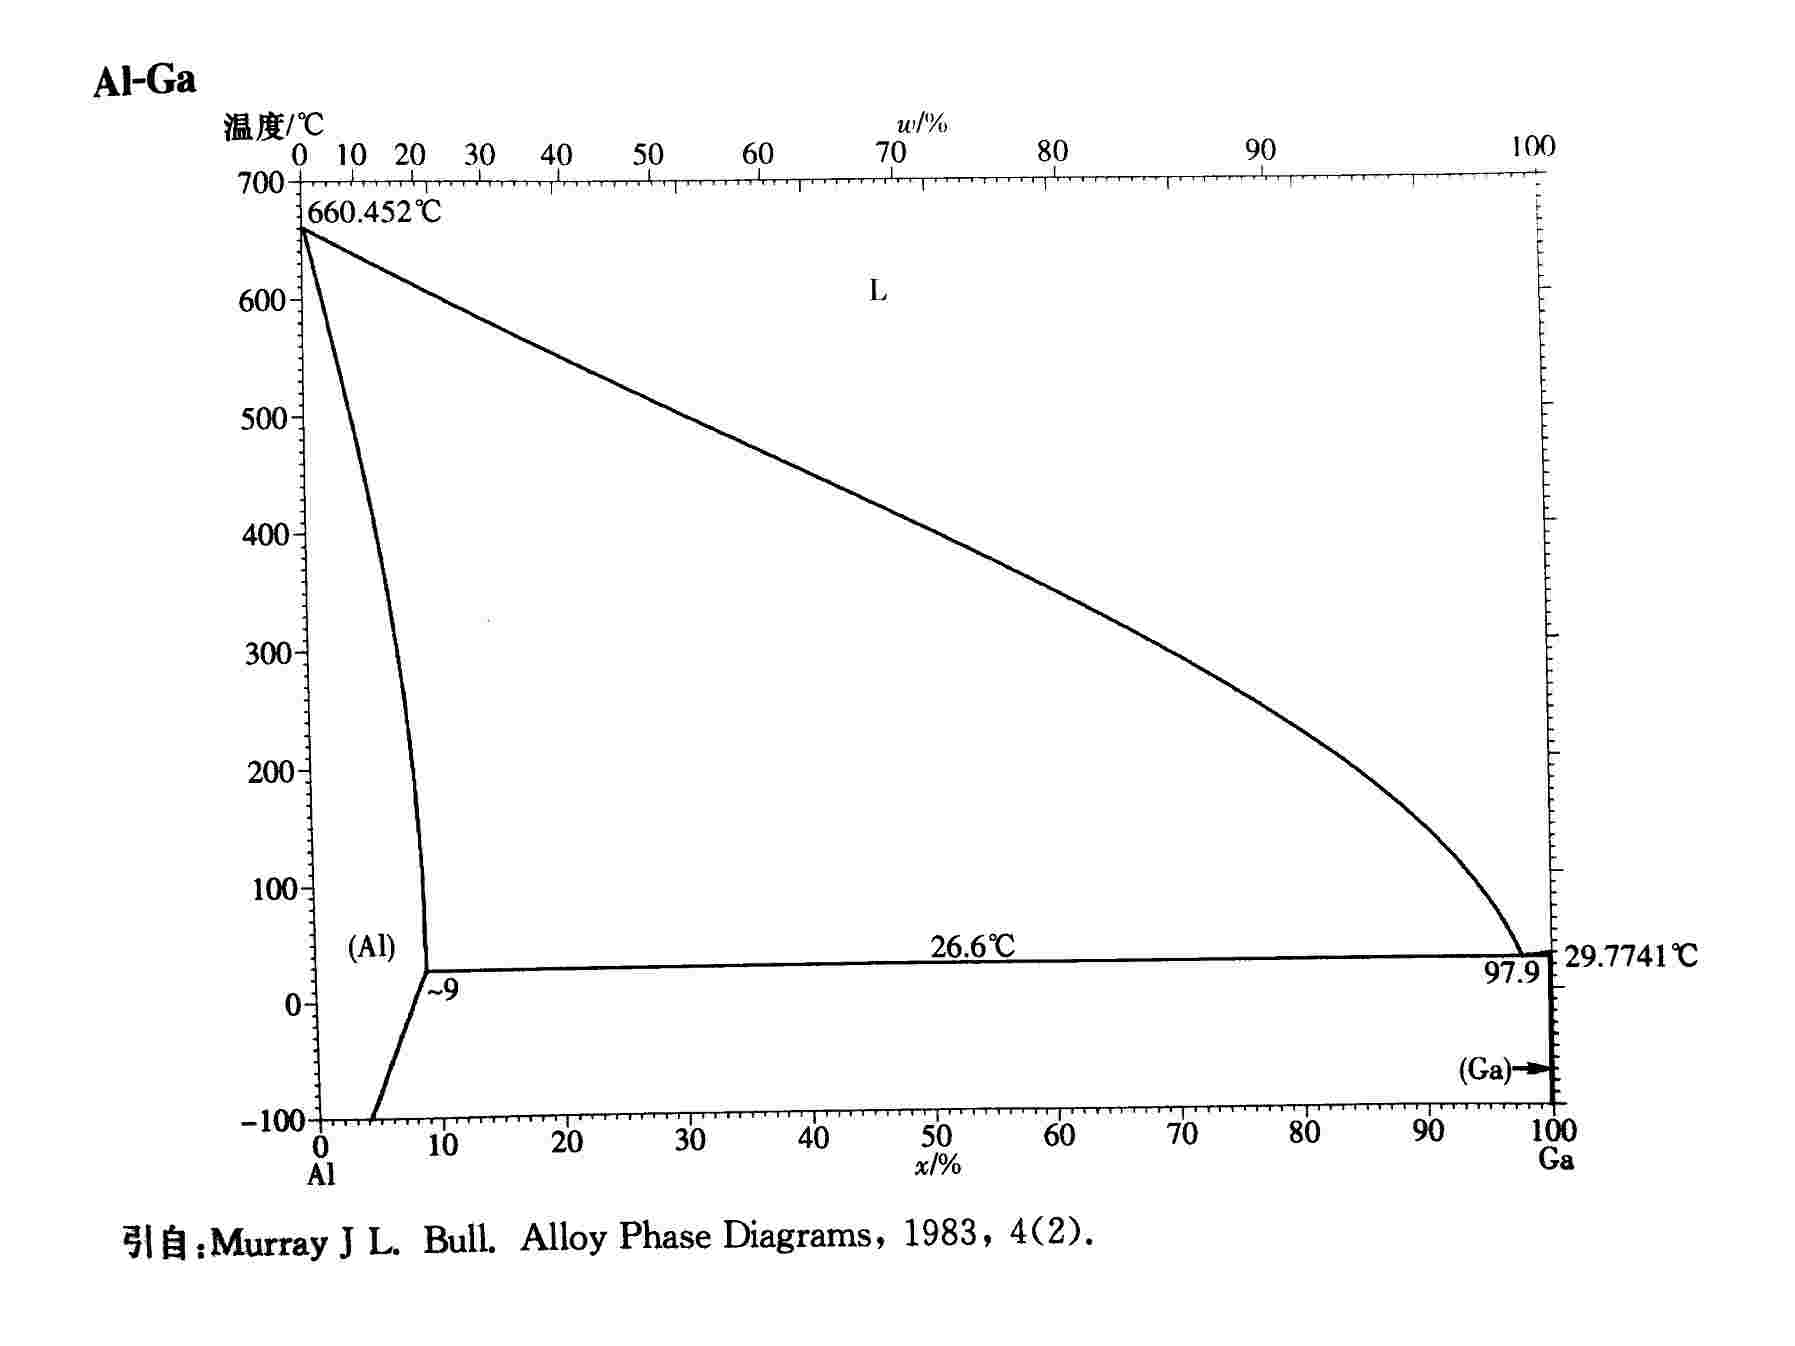 Al-Ga
温度/℃
w/%
0 10 20 30 40 50 60 70 80 90 100
700
660.452℃
L
600
500
400
300
200
100
(Al)
26.6℃
29.7741℃
~9
97.9
0
(Ga)
-100
0 10 20 30 40 50 60 70 80 90 100
Al
x/%
Ga
引自:Murray J L. Bull. Alloy Phase Diagrams, 1983, 4(2).